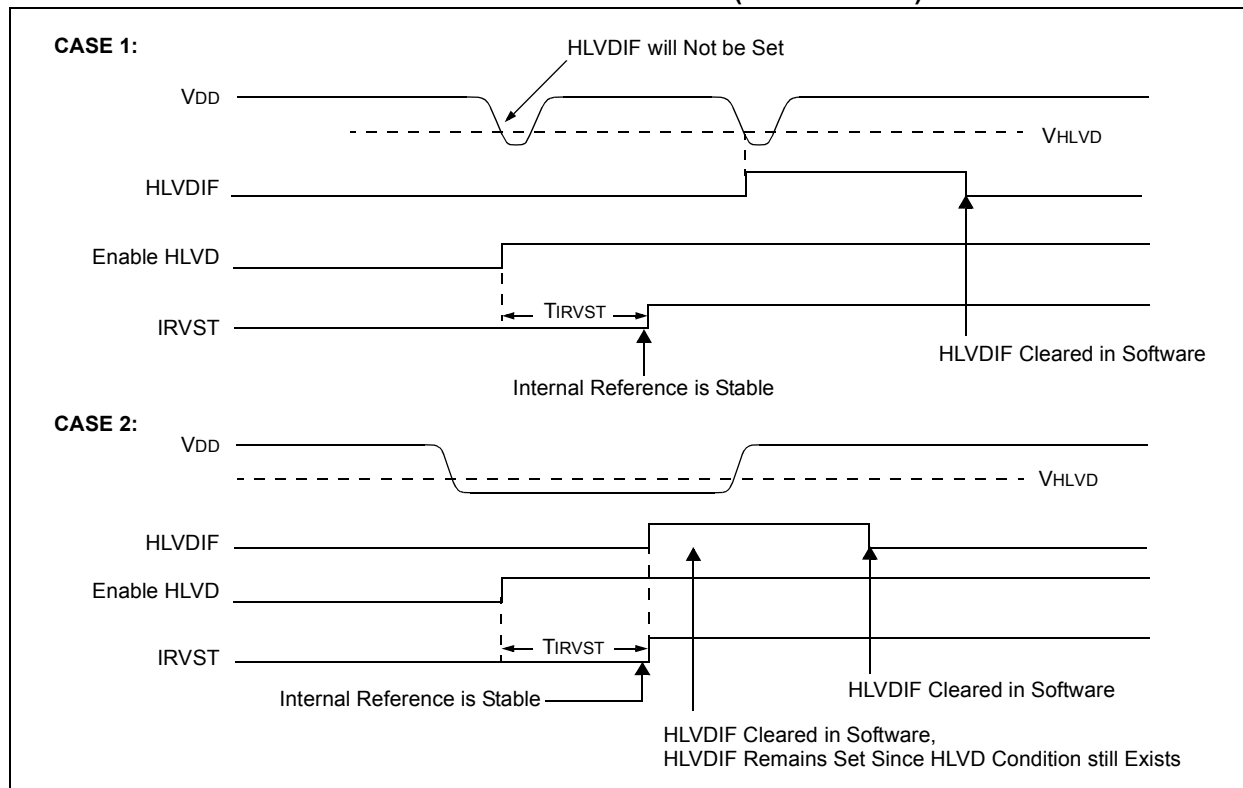 CASE 1:
HLVDIF will Not be Set
VDD
VHLVD
HLVDIF
Enable HLVD
TIRVST
IRVST
HLVDIF Cleared in Software
Internal Reference is Stable
CASE 2:
VDD
VHLVD
HLVDIF
Enable HLVD
TIRVST
IRVST
Internal Reference is Stable
HLVDIF Cleared in Software
HLVDIF Cleared in Software,
HLVDIF Remains Set Since HLVD Condition still Exists